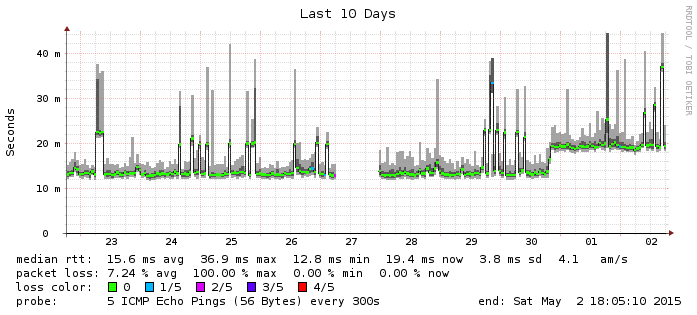 Last 10 Days
RRDTOOL / TOBI OETIKER
Seconds
40 m
30 m
20 m
10 m
0
23 24 25 26 27 28 29 30 01 02
median rtt: 15.6 ms avg 36.9 ms max 12.8 ms min 19.4 ms now 3.8 ms sd 4.1 am/s
packet loss: 7.24 % avg 100.00 % max 0.00 % min 0.00 % now
loss color: 0 1/5 2/5 3/5 4/5
probe: 5 ICMP Echo Pings (56 Bytes) every 300s end: Sat May 2 18:05:10 2015